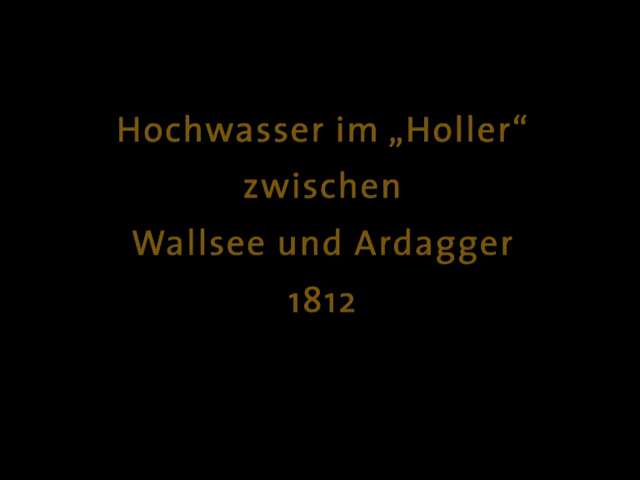 Hochwasser im „Holler“
zwischen
Wallsee und Ardagger
1812